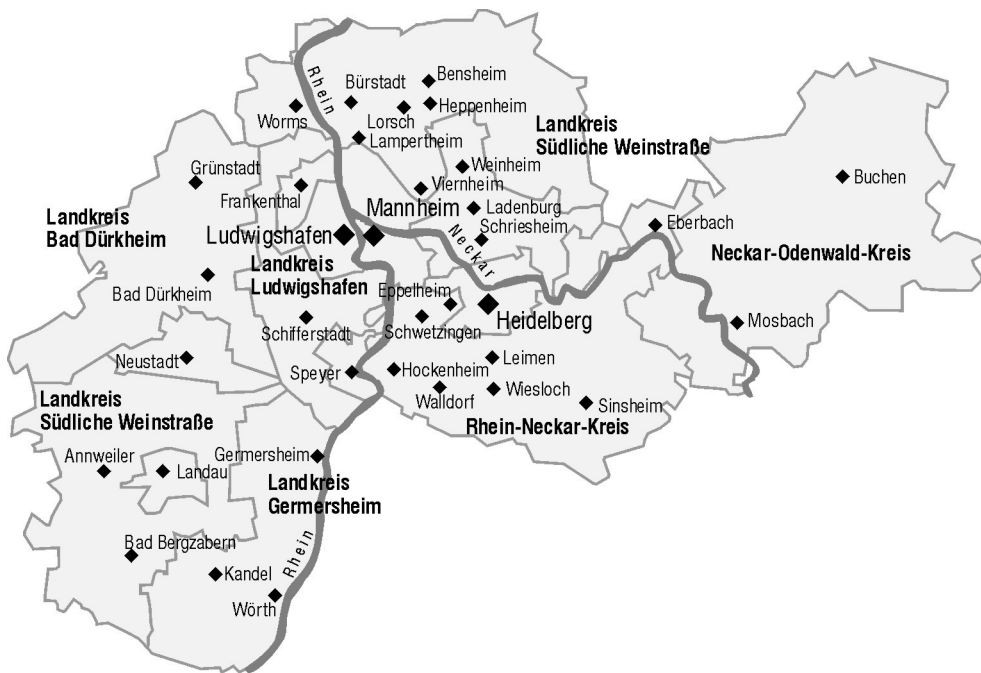 Rhein
Bensheim
Bürstadt
Heppenheim
Worms
Lorsch
Lampertheim
Landkreis
Südliche Weinstraße
Grünstadt
Weinheim
Buchen
Frankenthal
Viernheim
Landkreis
Bad Dürkheim
Mannheim
Ladenburg
Schriesheim
Eberbach
Ludwigshafen
Neckar
Neckar-Odenwald-Kreis
Landkreis
Ludwigshafen
Bad Dürkheim
Eppelheim
Heidelberg
Schifferstadt
Schwetzingen
Mosbach
Neustadt
Leimen
Speyer
Hockenheim
Walldorf
Wiesloch
Sinsheim
Landkreis
Südliche Weinstraße
Rhein-Neckar-Kreis
Annweiler
Landau
Germersheim
Landkreis
Germersheim
Bad Bergzabern
Rhein
Kandel
Wörth